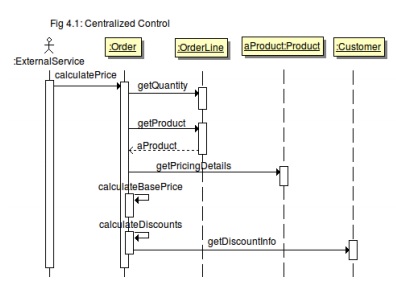 Fig 4.1: Centralized Control
:ExternalService
:Order
:OrderLine
aProduct:Product
:Customer
calculatePrice
getQuantity
getProduct
aProduct
getPricingDetails
calculateBasePrice
calculateDiscounts
getDiscountInfo